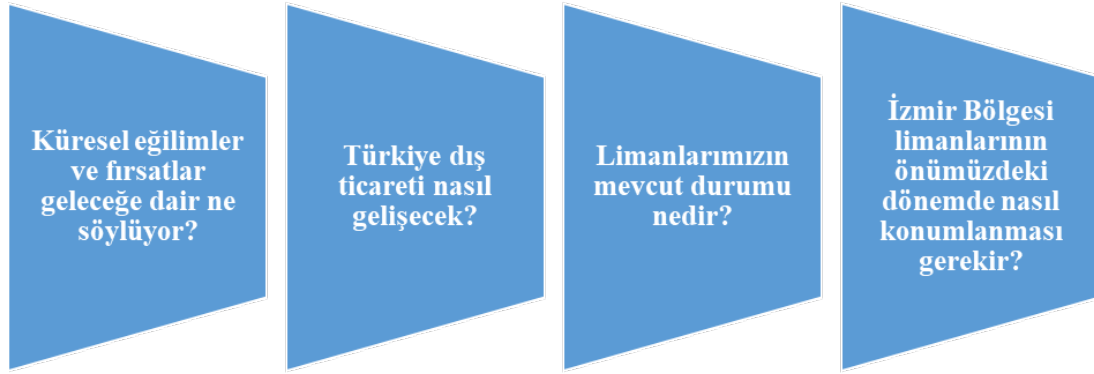 Küresel eğilimler
ve fırsatlar
geleceğe dair ne
söylüyor?
Türkiye dış
ticareti nasıl
gelişecek?
Limanlarımızın
mevcut durumu
nedir?
İzmir Bölgesi
limanlarının
önümüzdeki
dönemde nasıl
konumlanması
gerekir?